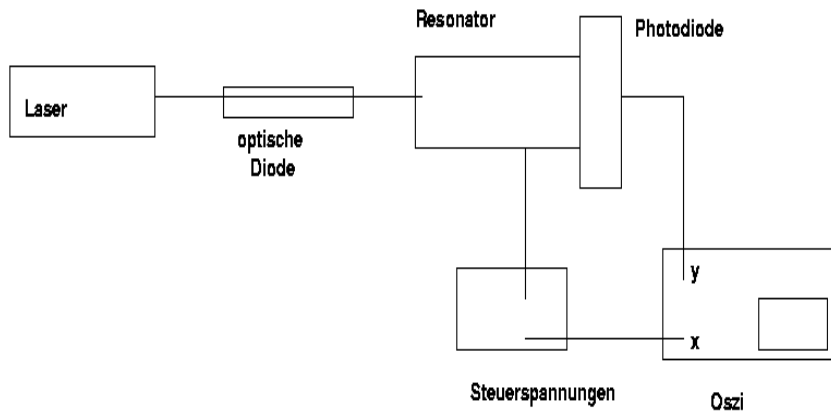 Resonator
Photodiode
Laser
optische
Diode
y
x
Steuerspannungen
Oszi